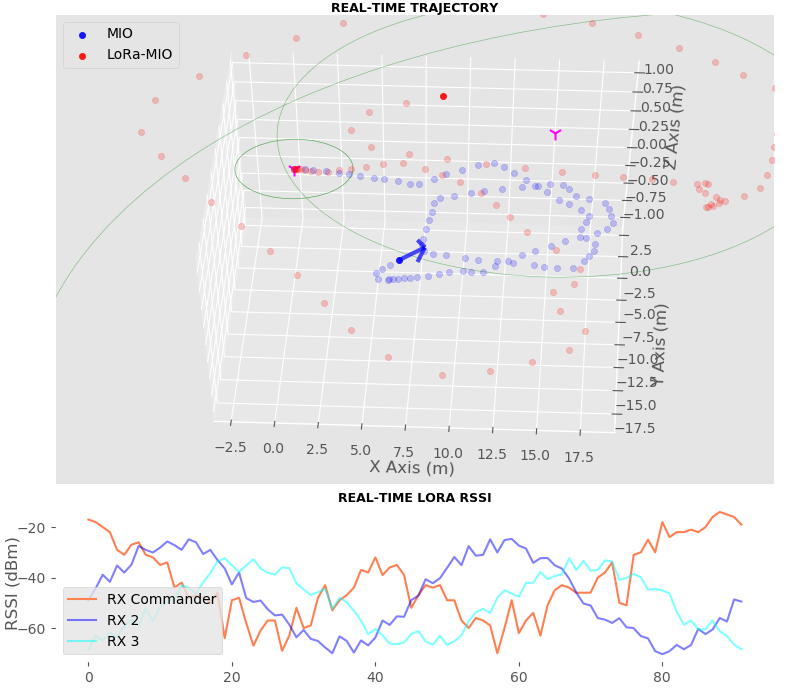 REAL-TIME TRAJECTORY
MIO
LoRa-MIO
1.00
0.75
0.50
0.25
0.00
−0.25
−0.50
−0.75
−1.00
Z Axis (m)
2.5
0.0
−2.5
−5.0
−7.5
−10.0
−12.5
−15.0
−17.5
Y Axis (m)
−2.5 0.0 2.5 5.0 7.5 10.0 12.5 15.0 17.5
X Axis (m)
REAL-TIME LORA RSSI
−20
−40
−60
RSSI (dBm)
RX Commander
RX 2
RX 3
0 20 40 60 80